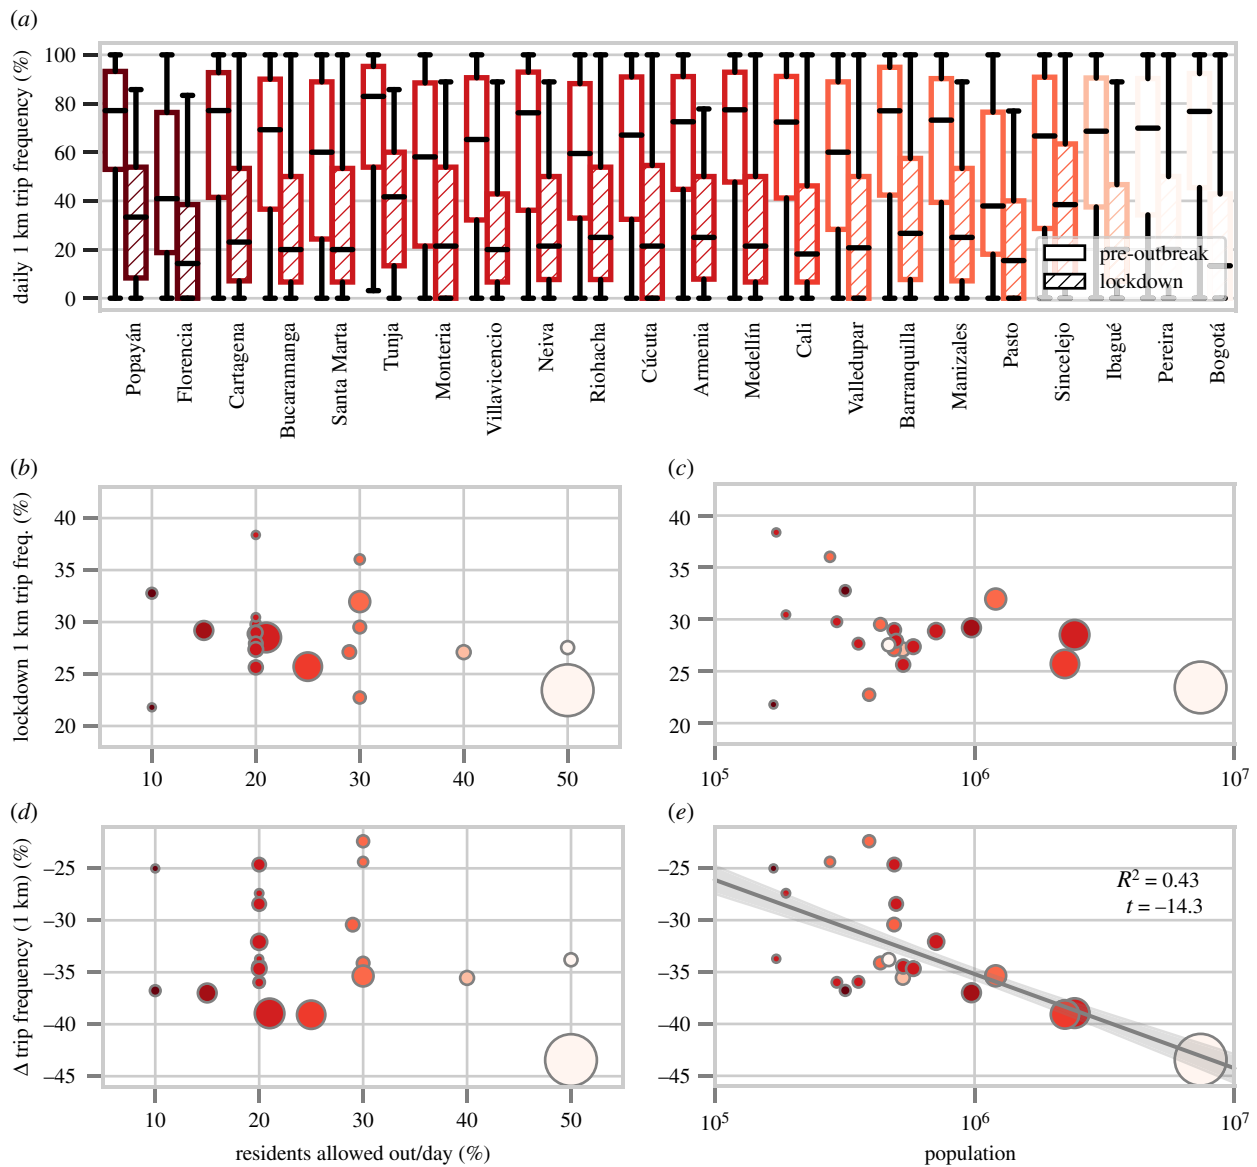 (a)
daily 1 km trip frequency (%)
100
80
60
40
20
0
pre-outbreak
lockdown
Popayán
Florencia
Cartagena
Bucaramanga
Santa Marta
Tunja
Monteria
Villavicencio
Neiva
Riohacha
Cúcuta
Armenia
Medellín
Cali
Valledupar
Barranquilla
Manizales
Pasto
Sincelejo
Ibagué
Pereira
Bogotá
(b)
lockdown 1 km trip freq. (%)
40
35
30
25
20
10 20 30 40 50
(c)
40
35
30
25
20
10⁵ 10⁶ 10⁷
(d)
Δ trip frequency (1 km) (%)
–25
–30
–35
–40
–45
10 20 30 40 50
residents allowed out/day (%)
(e)
R² = 0.43
t = –14.3
–25
–30
–35
–40
–45
10⁵ 10⁶ 10⁷
population